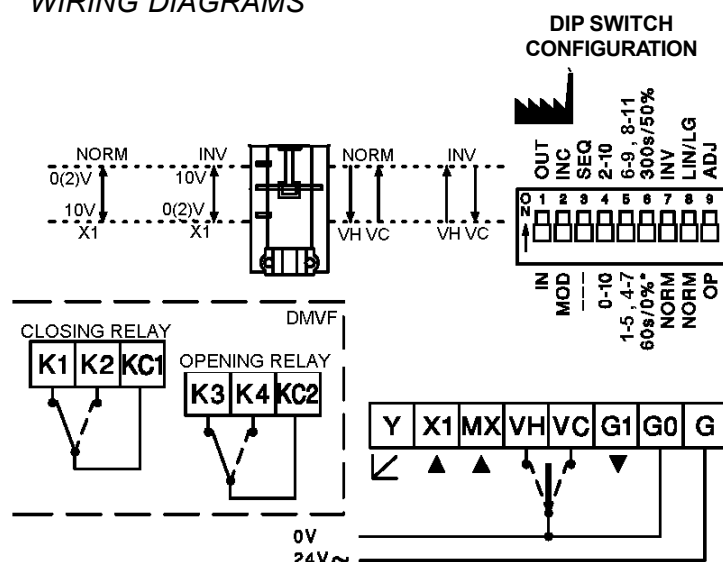 WIRING DIAGRAMS
DIP SWITCH
CONFIGURATION
OUT
INC
SEQ
2-10
6-9 , 8-11
300s/50%
INV
LIN/LG
ADJ
ON 1 2 3 4 5 6 7 8 9
IN
MOD
---
0-10
1-5 , 4-7
60s/0%*
NORM
NORM
OP
NORM INV NORM INV
0(2)V 10V
10V 0(2)V
X1 X1 VH VC VH VC
DMVF
CLOSING RELAY
K1 K2 KC1
OPENING RELAY
K3 K4 KC2
Y X1 MX VH VC G1 G0 G
0V
24V~